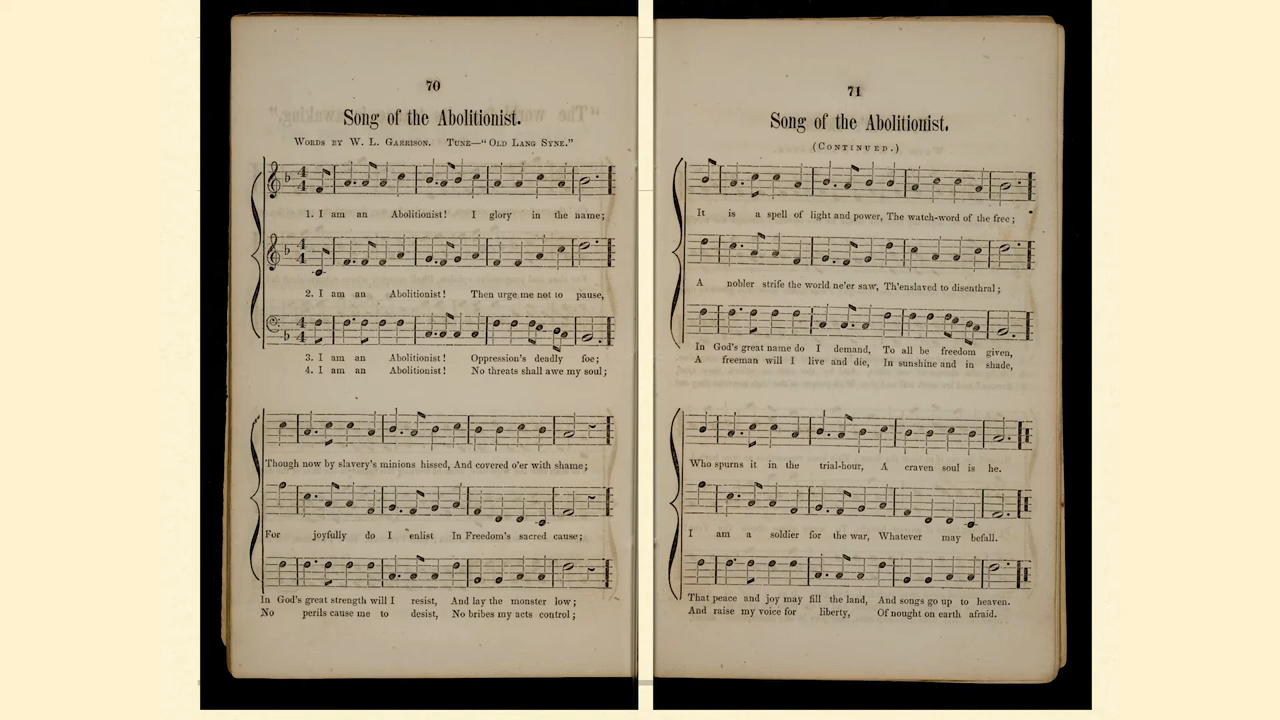 70
Song of the Abolitionist.
Words by W. L. Garrison. Tune—"Old Lang Syne."
1. I am an Abolitionist! I glory in the name;
2. I am an Abolitionist! Then urge me not to pause,
3. I am an Abolitionist! Oppression's deadly foe;
4. I am an Abolitionist! No threats shall awe my soul;
Though now by slavery's minions hissed, And covered o'er with shame;
For joyfully do I enlist In Freedom's sacred cause;
In God's great strength will I resist, And lay the monster low;
No perils cause me to desist, No bribes my acts control;
71
Song of the Abolitionist.
(Continued.)
It is a spell of light and power, The watch-word of the free;
A nobler strife the world ne'er saw, Th'enslaved to disenthral;
In God's great name do I demand, To all be freedom given,
A freeman will I live and die, In sunshine and in shade,
Who spurns it in the trial-hour, A craven soul is he.
I am a soldier for the war, Whatever may befall.
That peace and joy may fill the land, And songs go up to heaven.
And raise my voice for liberty, Of nought on earth afraid.